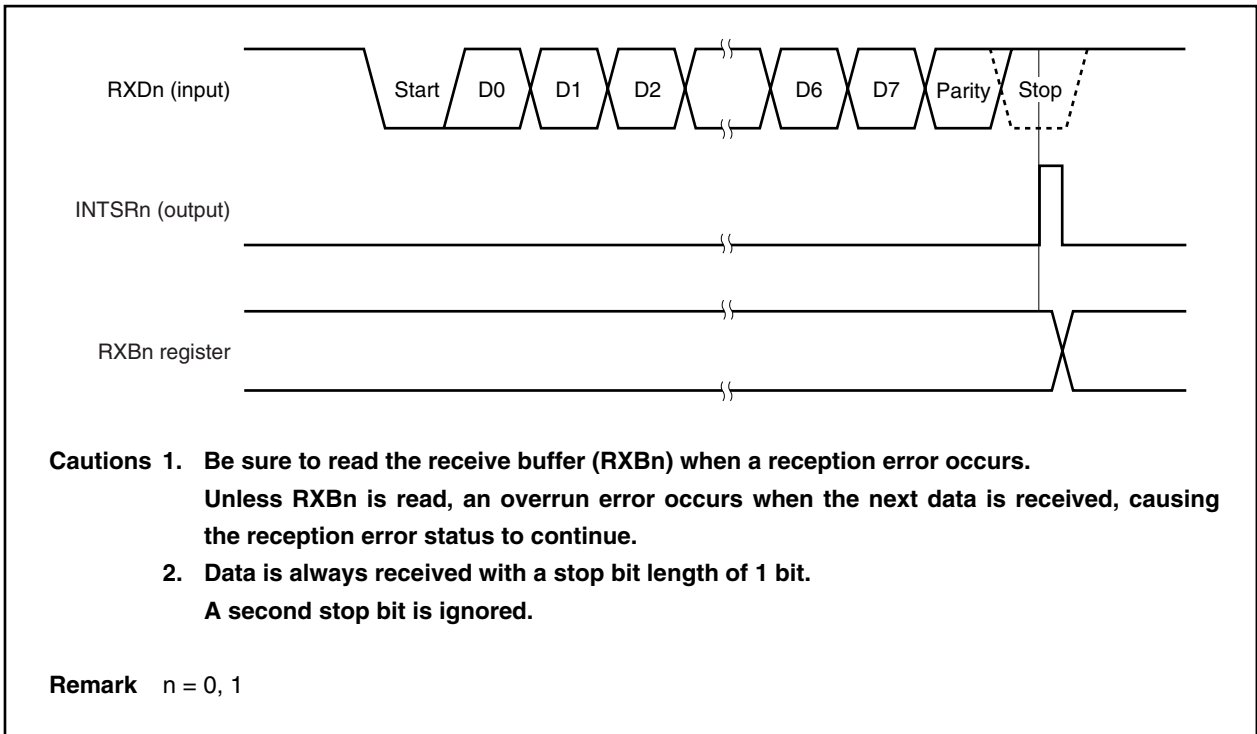 RXDn (input) Start D0 D1 D2 D6 D7 Parity Stop
INTSRn (output)
RXBn register
Cautions 1. Be sure to read the receive buffer (RXBn) when a reception error occurs.
Unless RXBn is read, an overrun error occurs when the next data is received, causing
the reception error status to continue.
2. Data is always received with a stop bit length of 1 bit.
A second stop bit is ignored.
Remark n = 0, 1